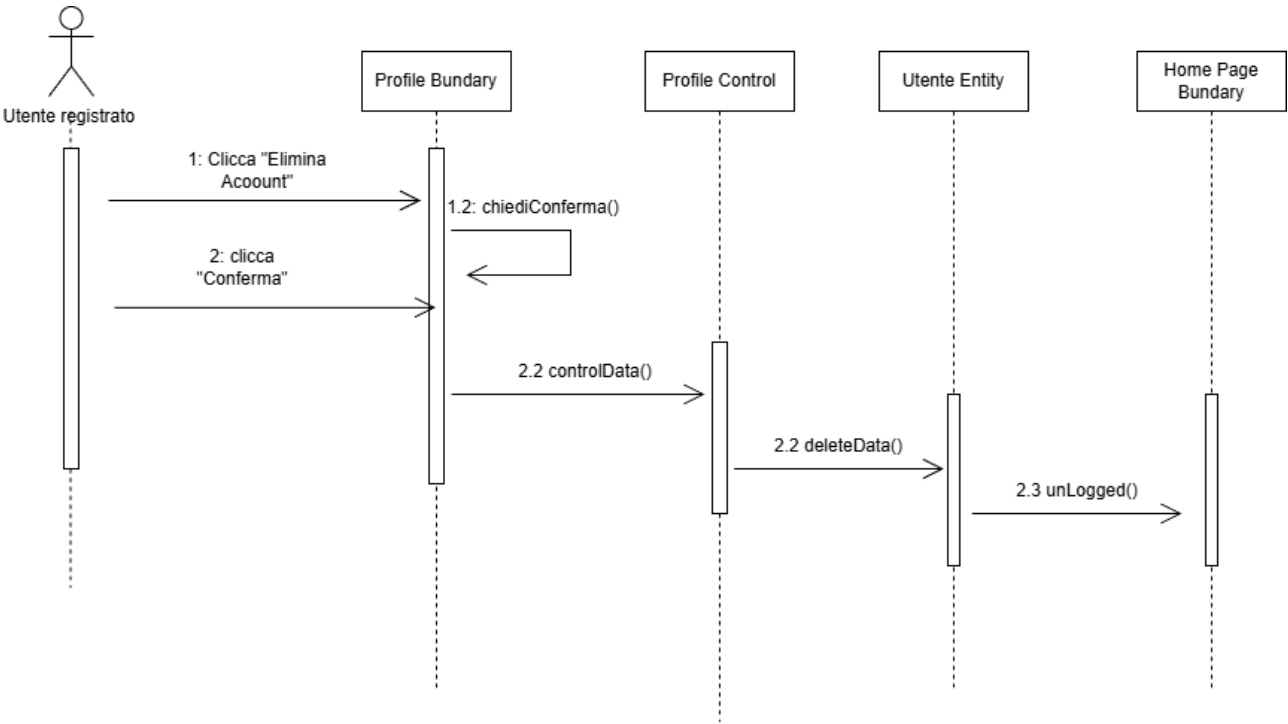 Utente registrato
Profile Bundary
Profile Control
Utente Entity
Home Page
Bundary
1: Clicca "Elimina
Acoount"
1.2: chiediConferma()
2: clicca
"Conferma"
2.2 controlData()
2.2 deleteData()
2.3 unLogged()